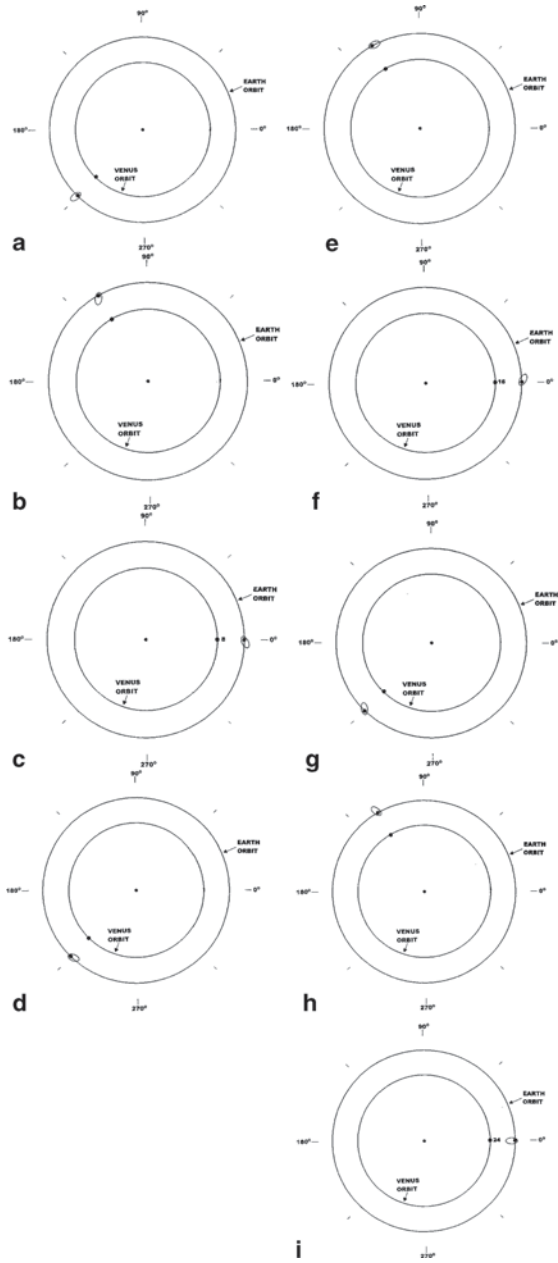 90°
EARTH
ORBIT
180°
0°
VENUS
ORBIT
a
270°
90°
EARTH
ORBIT
180°
0°
VENUS
ORBIT
b
270°
90°
EARTH
ORBIT
180°
8
0°
VENUS
ORBIT
c
270°
90°
EARTH
ORBIT
180°
0°
VENUS
ORBIT
d
270°
90°
EARTH
ORBIT
180°
0°
VENUS
ORBIT
e
270°
90°
EARTH
ORBIT
180°
16
0°
VENUS
ORBIT
f
270°
90°
EARTH
ORBIT
180°
0°
VENUS
ORBIT
g
270°
90°
EARTH
ORBIT
180°
0°
VENUS
ORBIT
h
270°
90°
EARTH
ORBIT
180°
24
0°
VENUS
ORBIT
i
270°